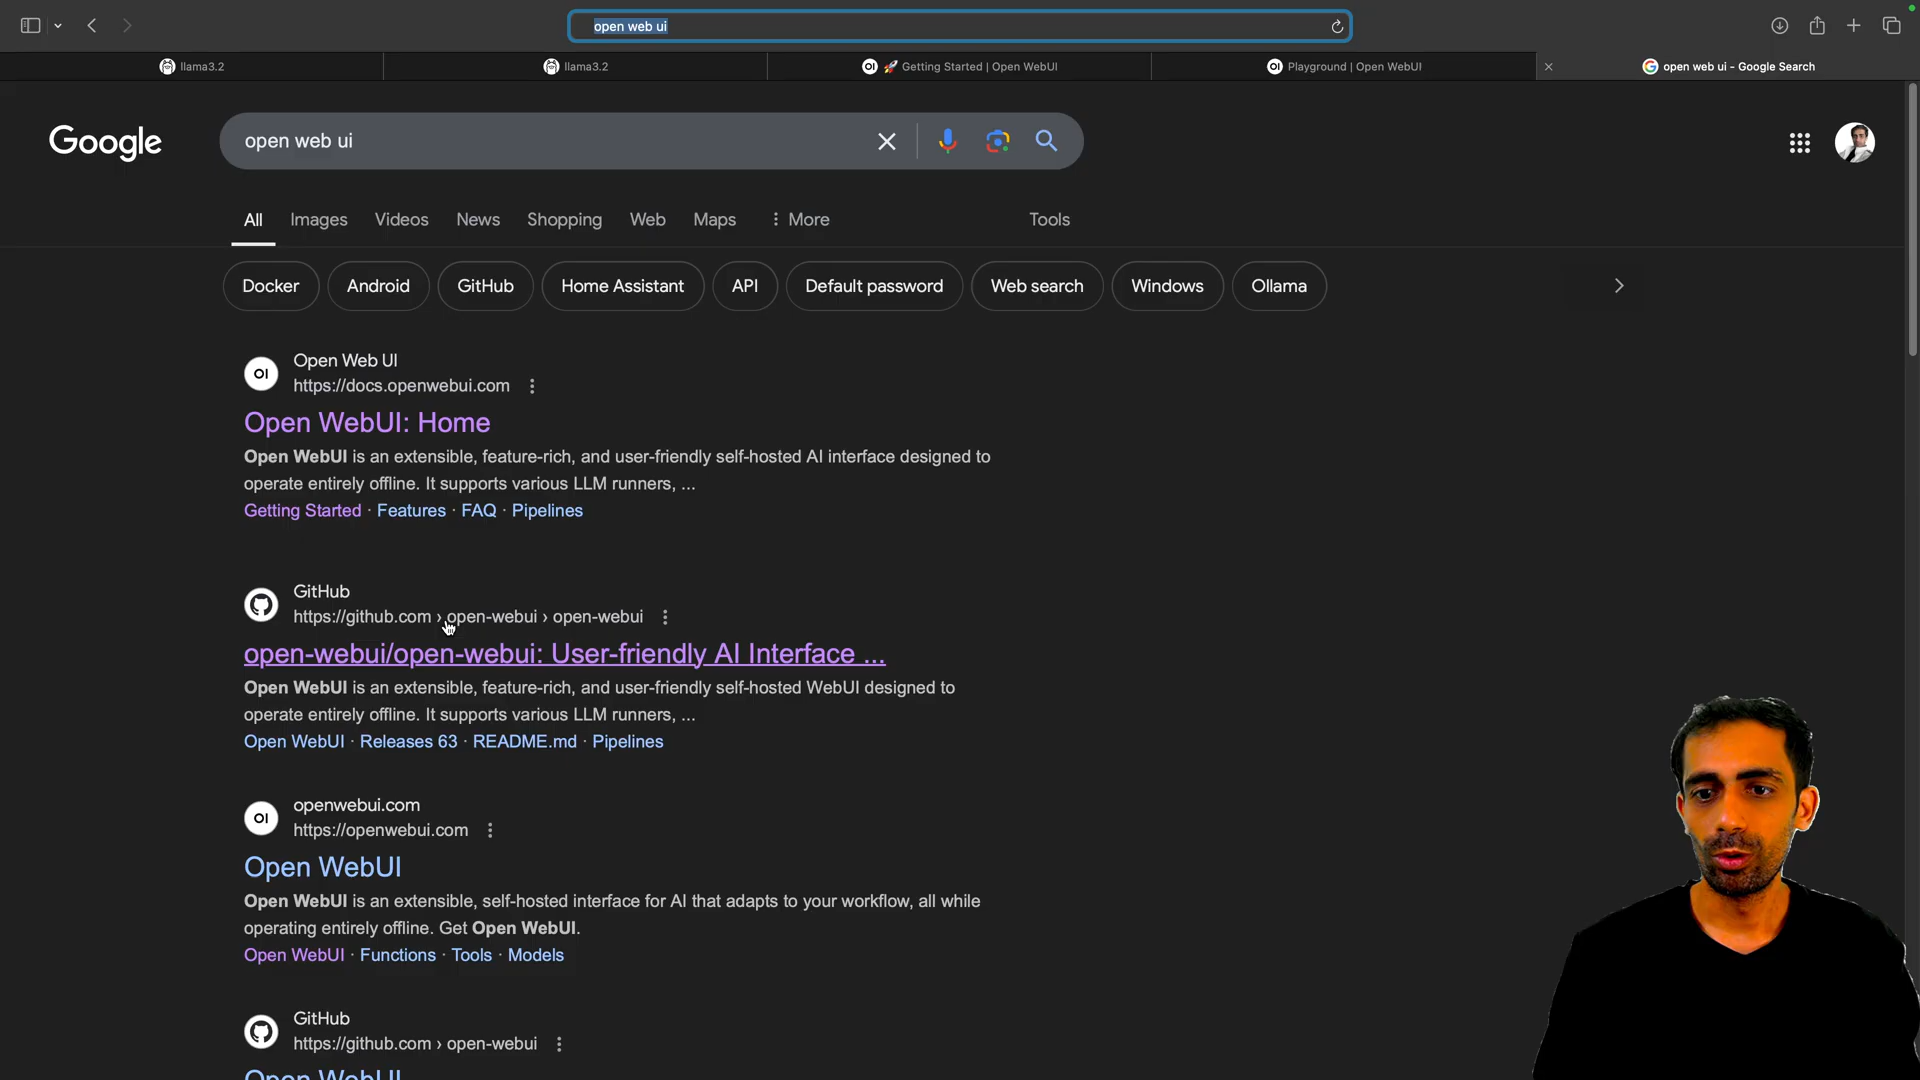 open web ui
llama3.2
llama3.2
OI 🚀 Getting Started | Open WebUI
OI Playground | Open WebUI
open web ui - Google Search
Google
open web ui
All Images Videos News Shopping Web Maps More Tools
Docker Android GitHub Home Assistant API Default password Web search Windows Ollama
OI
Open Web UI
https://docs.openwebui.com
Open WebUI: Home
Open WebUI is an extensible, feature-rich, and user-friendly self-hosted AI interface designed to
operate entirely offline. It supports various LLM runners, ...
Getting Started · Features · FAQ · Pipelines
GitHub
https://github.com › open-webui › open-webui
open-webui/open-webui: User-friendly AI Interface ...
Open WebUI is an extensible, feature-rich, and user-friendly self-hosted WebUI designed to
operate entirely offline. It supports various LLM runners, ...
Open WebUI · Releases 63 · README.md · Pipelines
OI
openwebui.com
https://openwebui.com
Open WebUI
Open WebUI is an extensible, self-hosted interface for AI that adapts to your workflow, all while
operating entirely offline. Get Open WebUI.
Open WebUI · Functions · Tools · Models
GitHub
https://github.com › open-webui
Open WebUI